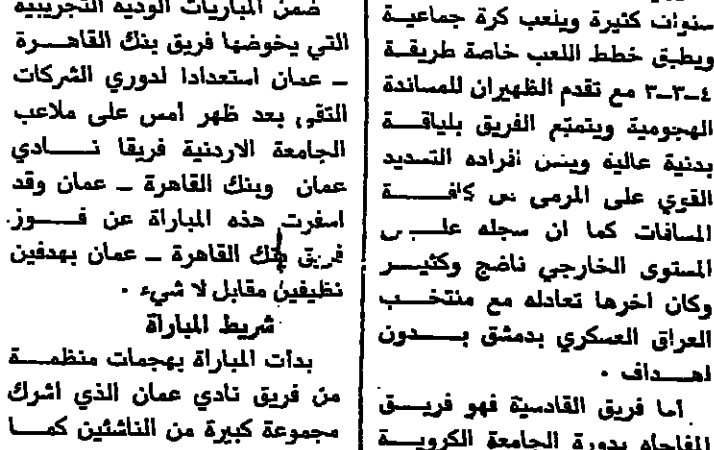 سنوات كثيرة ويلعب كرة جماعية
ويطبق خطط اللعب خاصة طريقة
٤-٣-٣ مع تقدم الظهيران للمساندة
الهجومية ويتمتع الفريق بلياقة
بدنية عالية ويتقن افراده التسديد
القوي على المرمى من كافة
المسافات كما ان سجله على
المستوى الخارجي ناضج وكثير
وكان اخرها تعادله مع منتخب
العراق العسكري بدمشق بدون
اهداف .
أما فريق القادسية فهو فريق
المفاجاه بدورة الجامعة الكروية
ضمن المباريات الودية التجريبية
التي يخوضها فريق بنك القاهرة
- عمان استعدادا لدوري الشركات
التقى بعد ظهر امس على ملاعب
الجامعة الاردنية فريقا نادي
عمان وبنك القاهرة - عمان وقد
اسفرت هذه المباراة عن فوز
فريق بنك القاهرة - عمان بهدفين
نظيفين مقابل لا شيء .
شريط المباراة
بدات المباراة بهجمات منظمة
من فريق نادي عمان الذي اشرك
مجموعة كبيرة من الناشئين كما